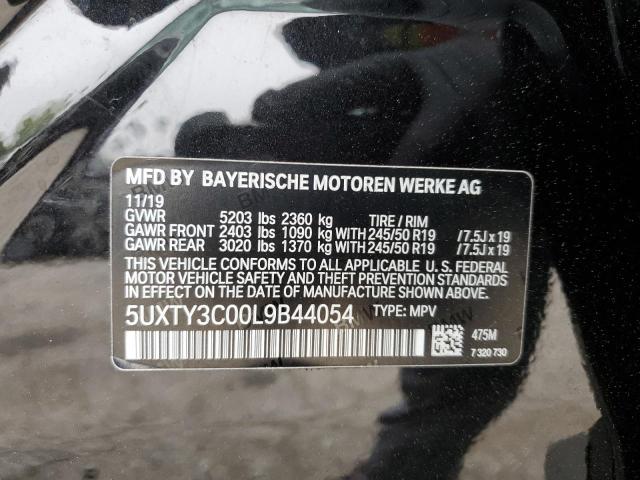 MFD BY BAYERISCHE MOTOREN WERKE AG
11/19
GVWR 5203 lbs 2360 kg TIRE / RIM
GAWR FRONT 2403 lbs 1090 kg WITH 245/50 R19 /7.5J x 19
GAWR REAR 3020 lbs 1370 kg WITH 245/50 R19 /7.5J x 19
THIS VEHICLE CONFORMS TO ALL APPLICABLE U. S. FEDERAL
MOTOR VEHICLE SAFETY AND THEFT PREVENTION STANDARDS
IN EFFECT ON THE DATE OF MANUFACTURE SHOWN ABOVE.
5UXTY3C00L9B44054 TYPE: MPV
475M
7 320 730